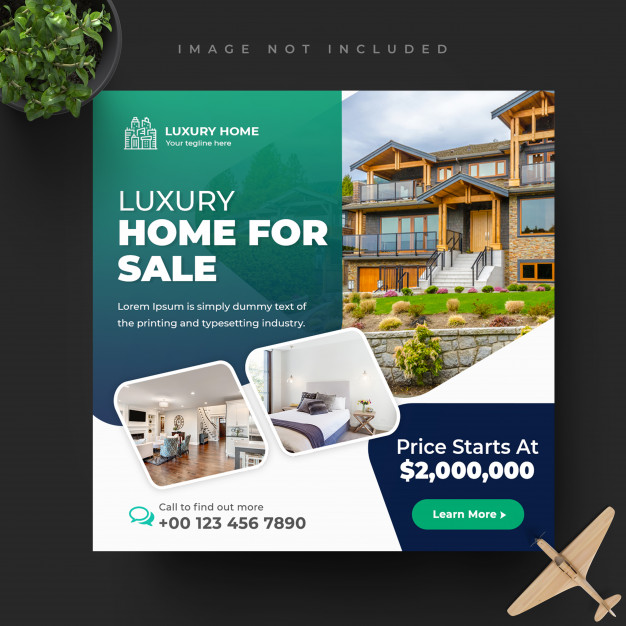 IMAGE NOT INCLUDED
LUXURY HOME
Your tegline here
LUXURY
HOME FOR
SALE
Lorem Ipsum is simply dummy text of
the printing and typesetting industry.
Price Starts At
$2,000,000
Call to find out more
+00 123 456 7890
Learn More